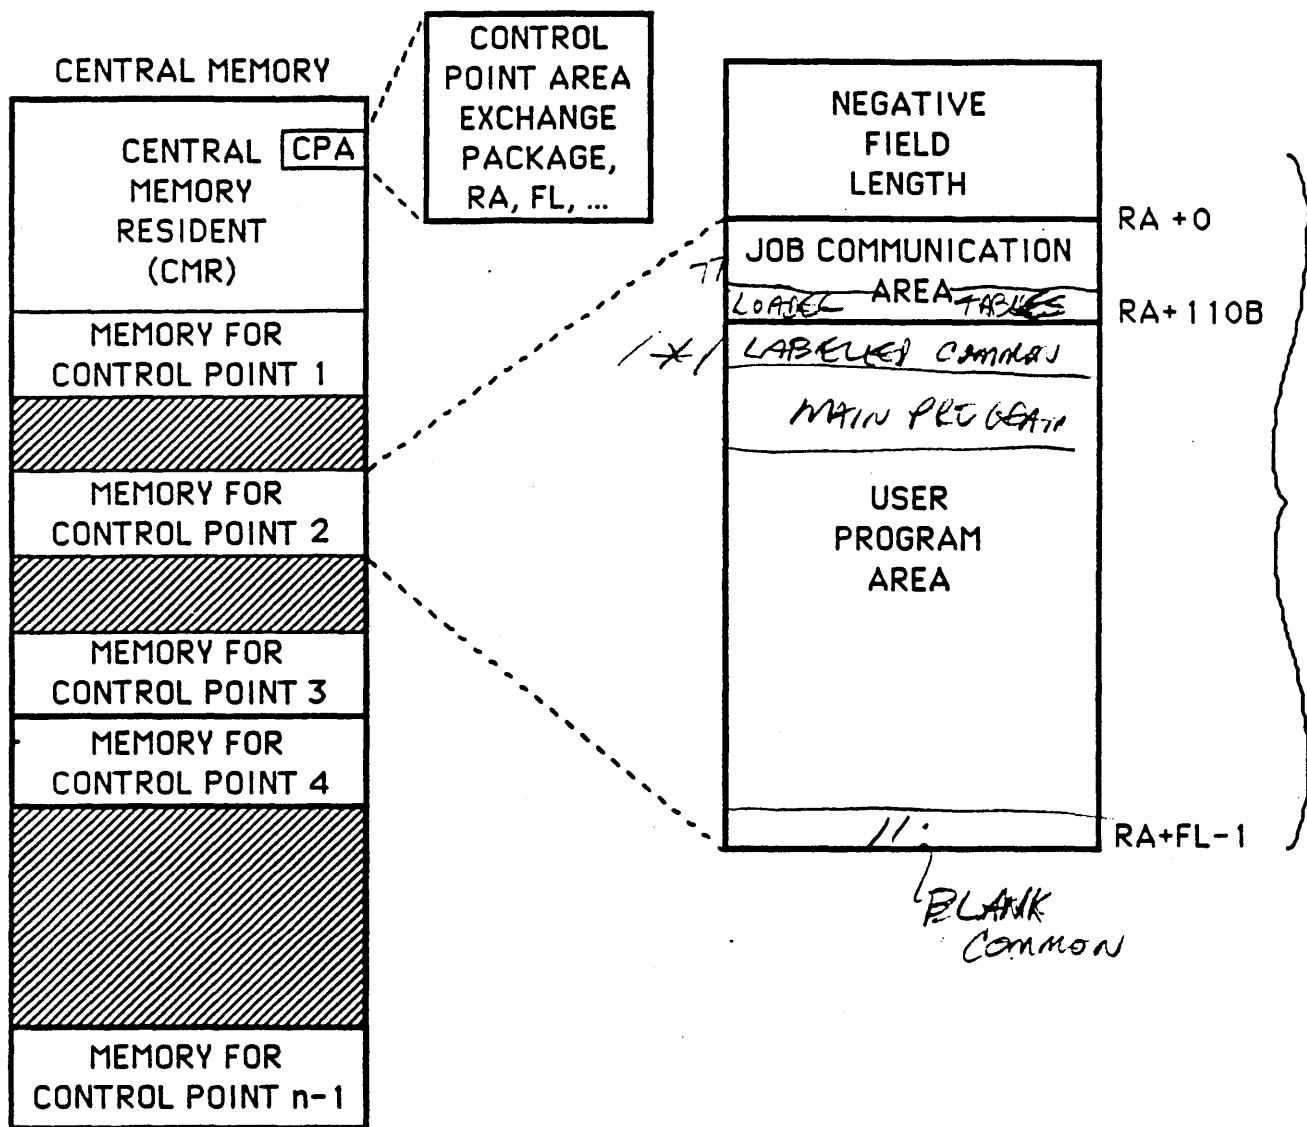 CENTRAL MEMORY
CENTRAL CPA
MEMORY
RESIDENT
(CMR)
MEMORY FOR
CONTROL POINT 1
MEMORY FOR
CONTROL POINT 2
MEMORY FOR
CONTROL POINT 3
MEMORY FOR
CONTROL POINT 4
MEMORY FOR
CONTROL POINT n-1
CONTROL
POINT AREA
EXCHANGE
PACKAGE,
RA, FL, ...
NEGATIVE
FIELD
LENGTH
RA +0
JOB COMMUNICATION
AREA
LOADER TABLES
RA+110B
/*/ LABELED COMMON
MAIN PROGRAM
USER
PROGRAM
AREA
//
RA+FL-1
BLANK
COMMON